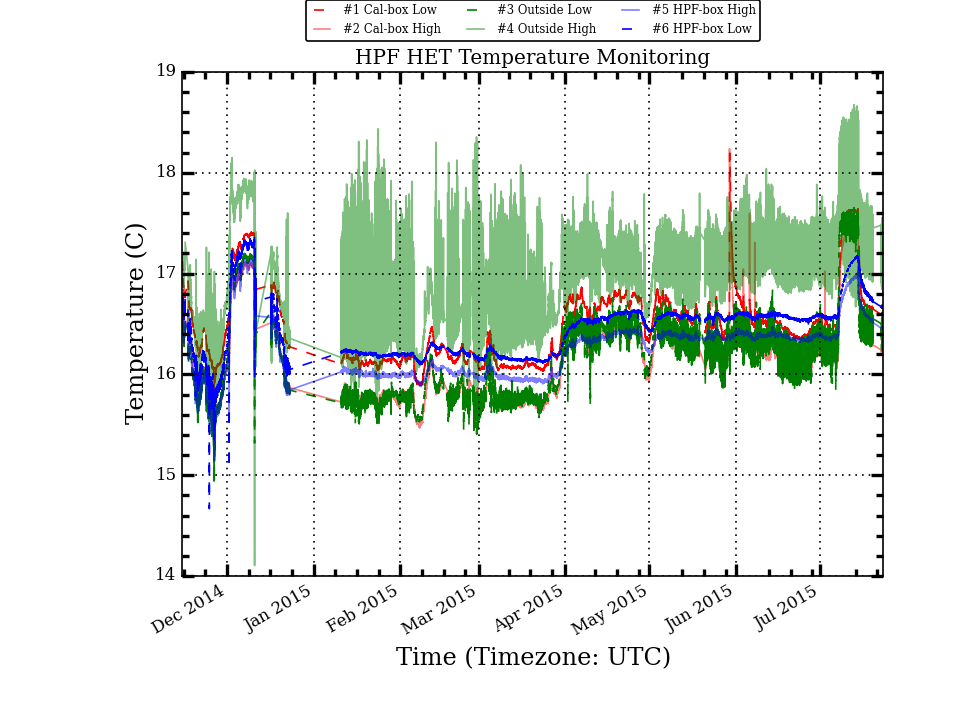 #1 Cal-box Low #3 Outside Low #5 HPF-box High
#2 Cal-box High #4 Outside High #6 HPF-box Low
HPF HET Temperature Monitoring
19
18
17
16
15
14
Temperature (C)
Dec 2014 Jan 2015 Feb 2015 Mar 2015 Apr 2015 May 2015 Jun 2015 Jul 2015
Time (Timezone: UTC)